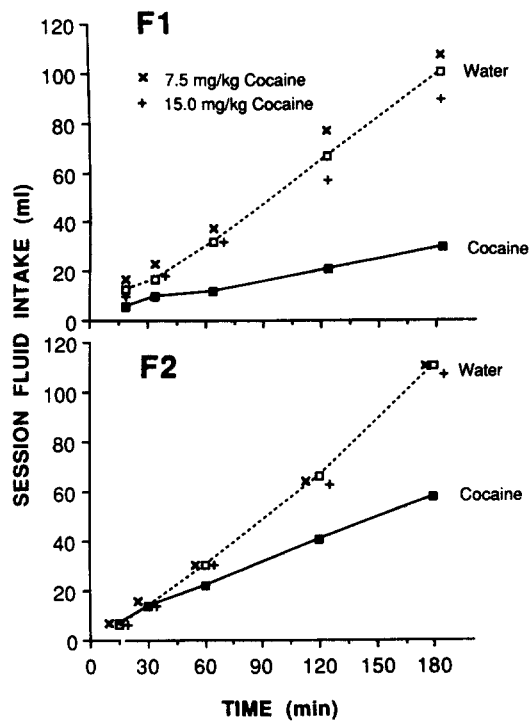 F1
× 7.5 mg/kg Cocaine
+ 15.0 mg/kg Cocaine
Water
Cocaine
120
100
80
60
40
20
0
SESSION FLUID INTAKE (ml)
F2
Water
Cocaine
100
80
60
40
20
0
0 30 60 90 120 150 180
TIME (min)